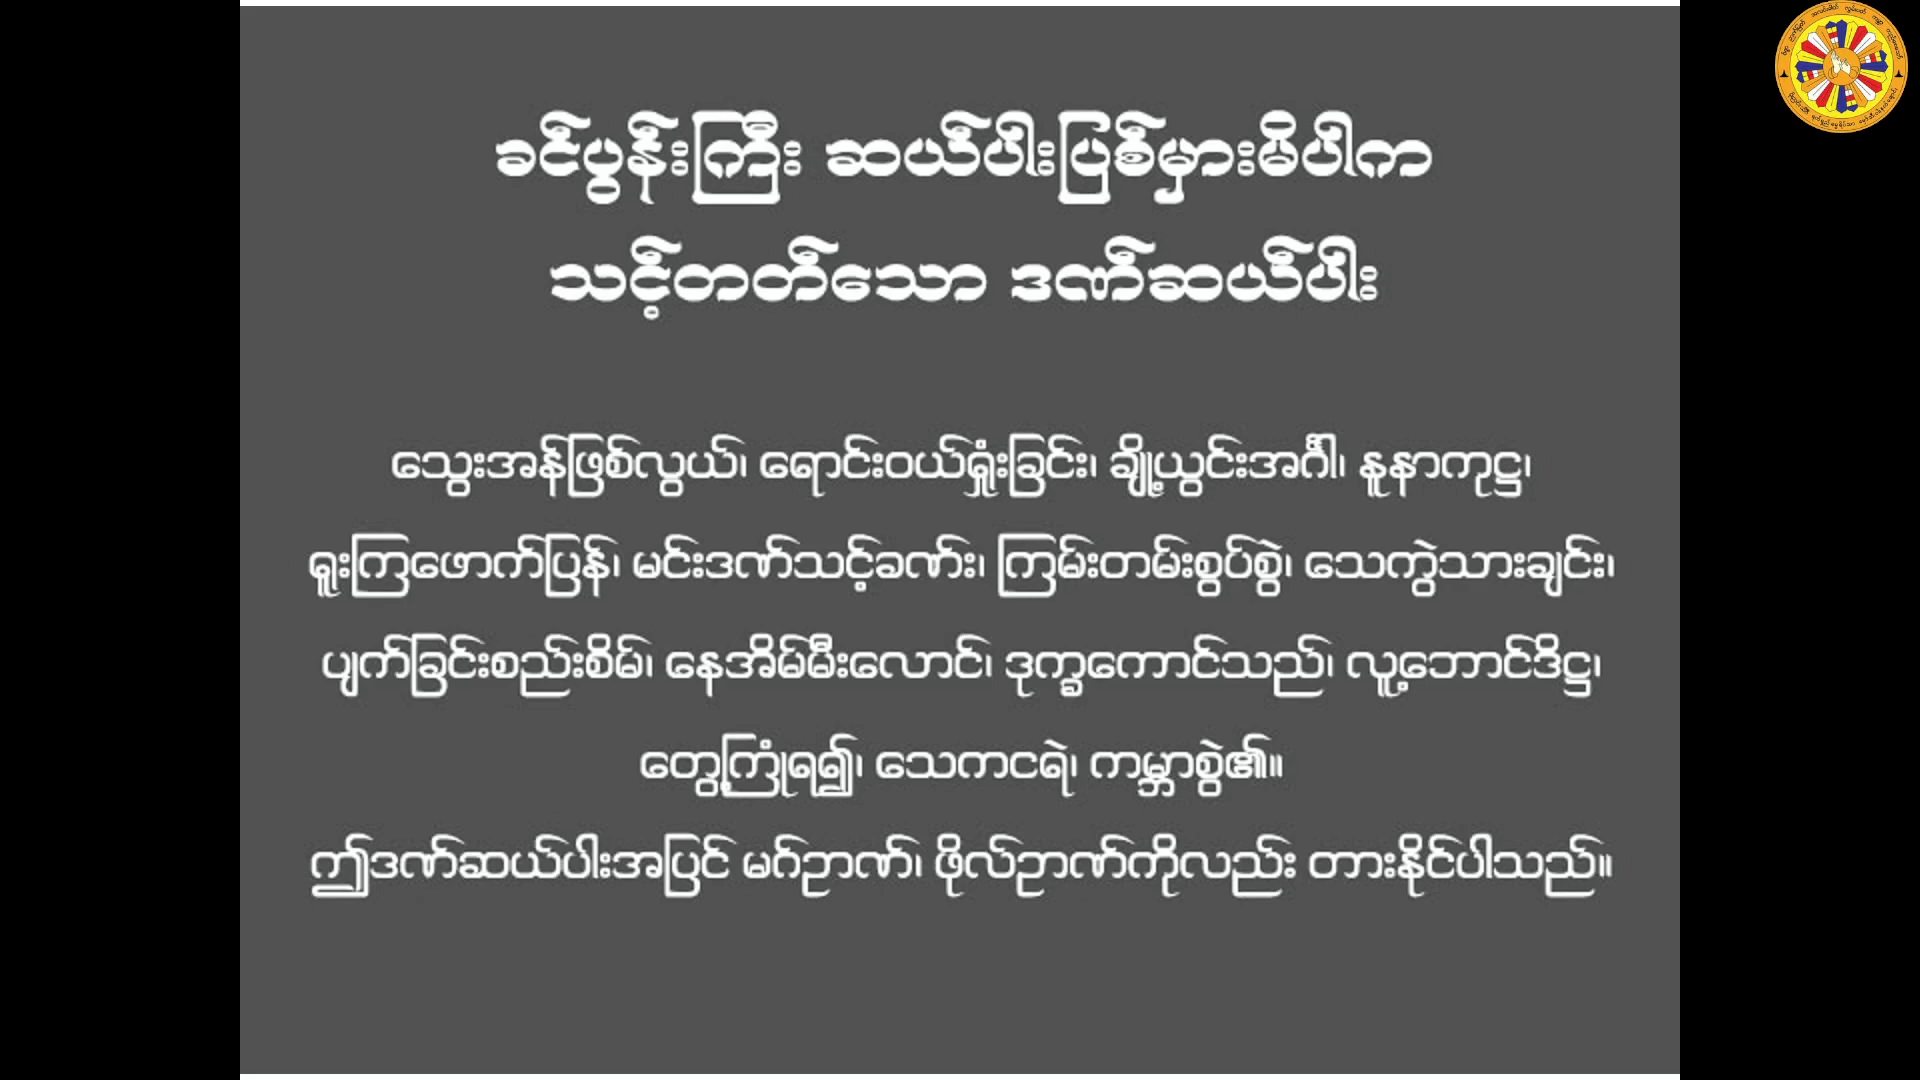 ခင်ပွန်းကြီး ဆယ်ပါးပြစ်မှားမိပါက
သင့်တတ်သော ဒဏ်ဆယ်ပါး
သွေးအန်ဖြစ်လွယ်၊ ရောင်းဝယ်ရှုံးခြင်း၊ ချို့ယွင်းအင်္ဂါ၊ နူနာကုဋ္ဌ၊
ရူးကြဖောက်ပြန်၊ မင်းဒဏ်သင့်ခဏ်း၊ ကြမ်းတမ်းစွပ်စွဲ၊ သေကွဲသားချင်း၊
ပျက်ခြင်းစည်းစိမ်၊ နေအိမ်မီးလောင်၊ ဒုက္ခကောင်သည်၊ လူ့ဘောင်ဒိဋ္ဌ၊
တွေ့ကြုံရ၍၊ သေကငရဲ၊ ကမ္ဘာစွဲ၏။
ဤဒဏ်ဆယ်ပါးအပြင် မဂ်ဉာဏ်၊ ဖိုလ်ဉာဏ်ကိုလည်း တားနိုင်ပါသည်။